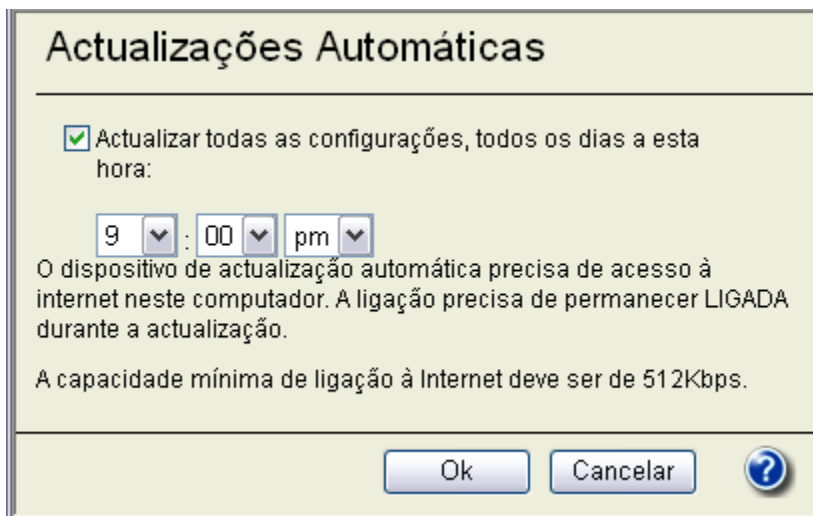 Actualizações Automáticas
Actualizar todas as configurações, todos os dias a esta
hora:
9 : 00 pm
O dispositivo de actualização automática precisa de acesso à
internet neste computador. A ligação precisa de permanecer LIGADA
durante a actualização.
A capacidade mínima de ligação à Internet deve ser de 512Kbps.
Ok Cancelar ?